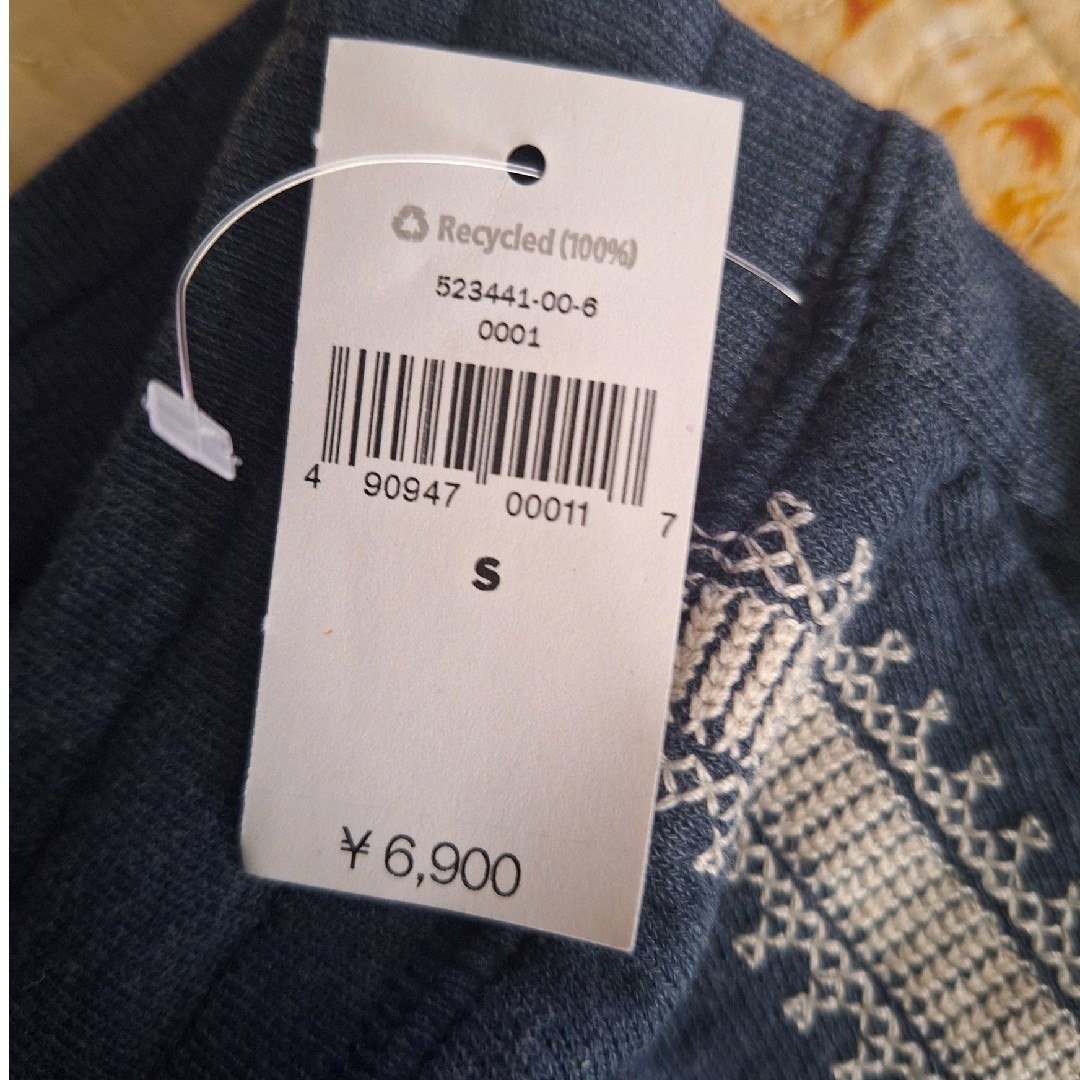 Recycled (100%)
523441-00-6
0001
4 90947 00011 7
S
¥6,900